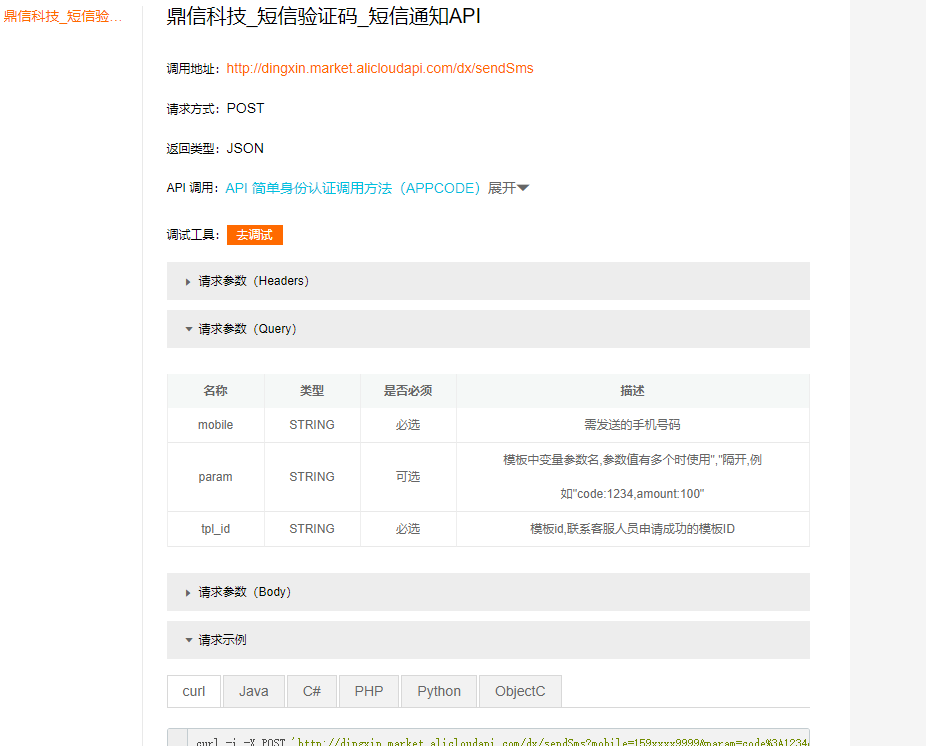 鼎信科技_短信验...
鼎信科技_短信验证码_短信通知API
调用地址：http://dingxin.market.alicloudapi.com/dx/sendSms
请求方式：POST
返回类型：JSON
API 调用：API 简单身份认证调用方法（APPCODE）展开
调试工具：去调试
请求参数（Headers）
请求参数（Query）
名称 类型 是否必须 描述
mobile STRING 必选 需发送的手机号码
param STRING 可选 模板中变量参数名,参数值有多个时使用","隔开,例
如"code:1234,amount:100"
tpl_id STRING 必选 模板id,联系客服人员申请成功的模板ID
请求参数（Body）
请求示例
curl Java C# PHP Python ObjectC
curl -i -X POST `http://dingxin.market.alicloudapi.com/dx/sendSms?mobile=159xxxx9999&param=code%3A1234